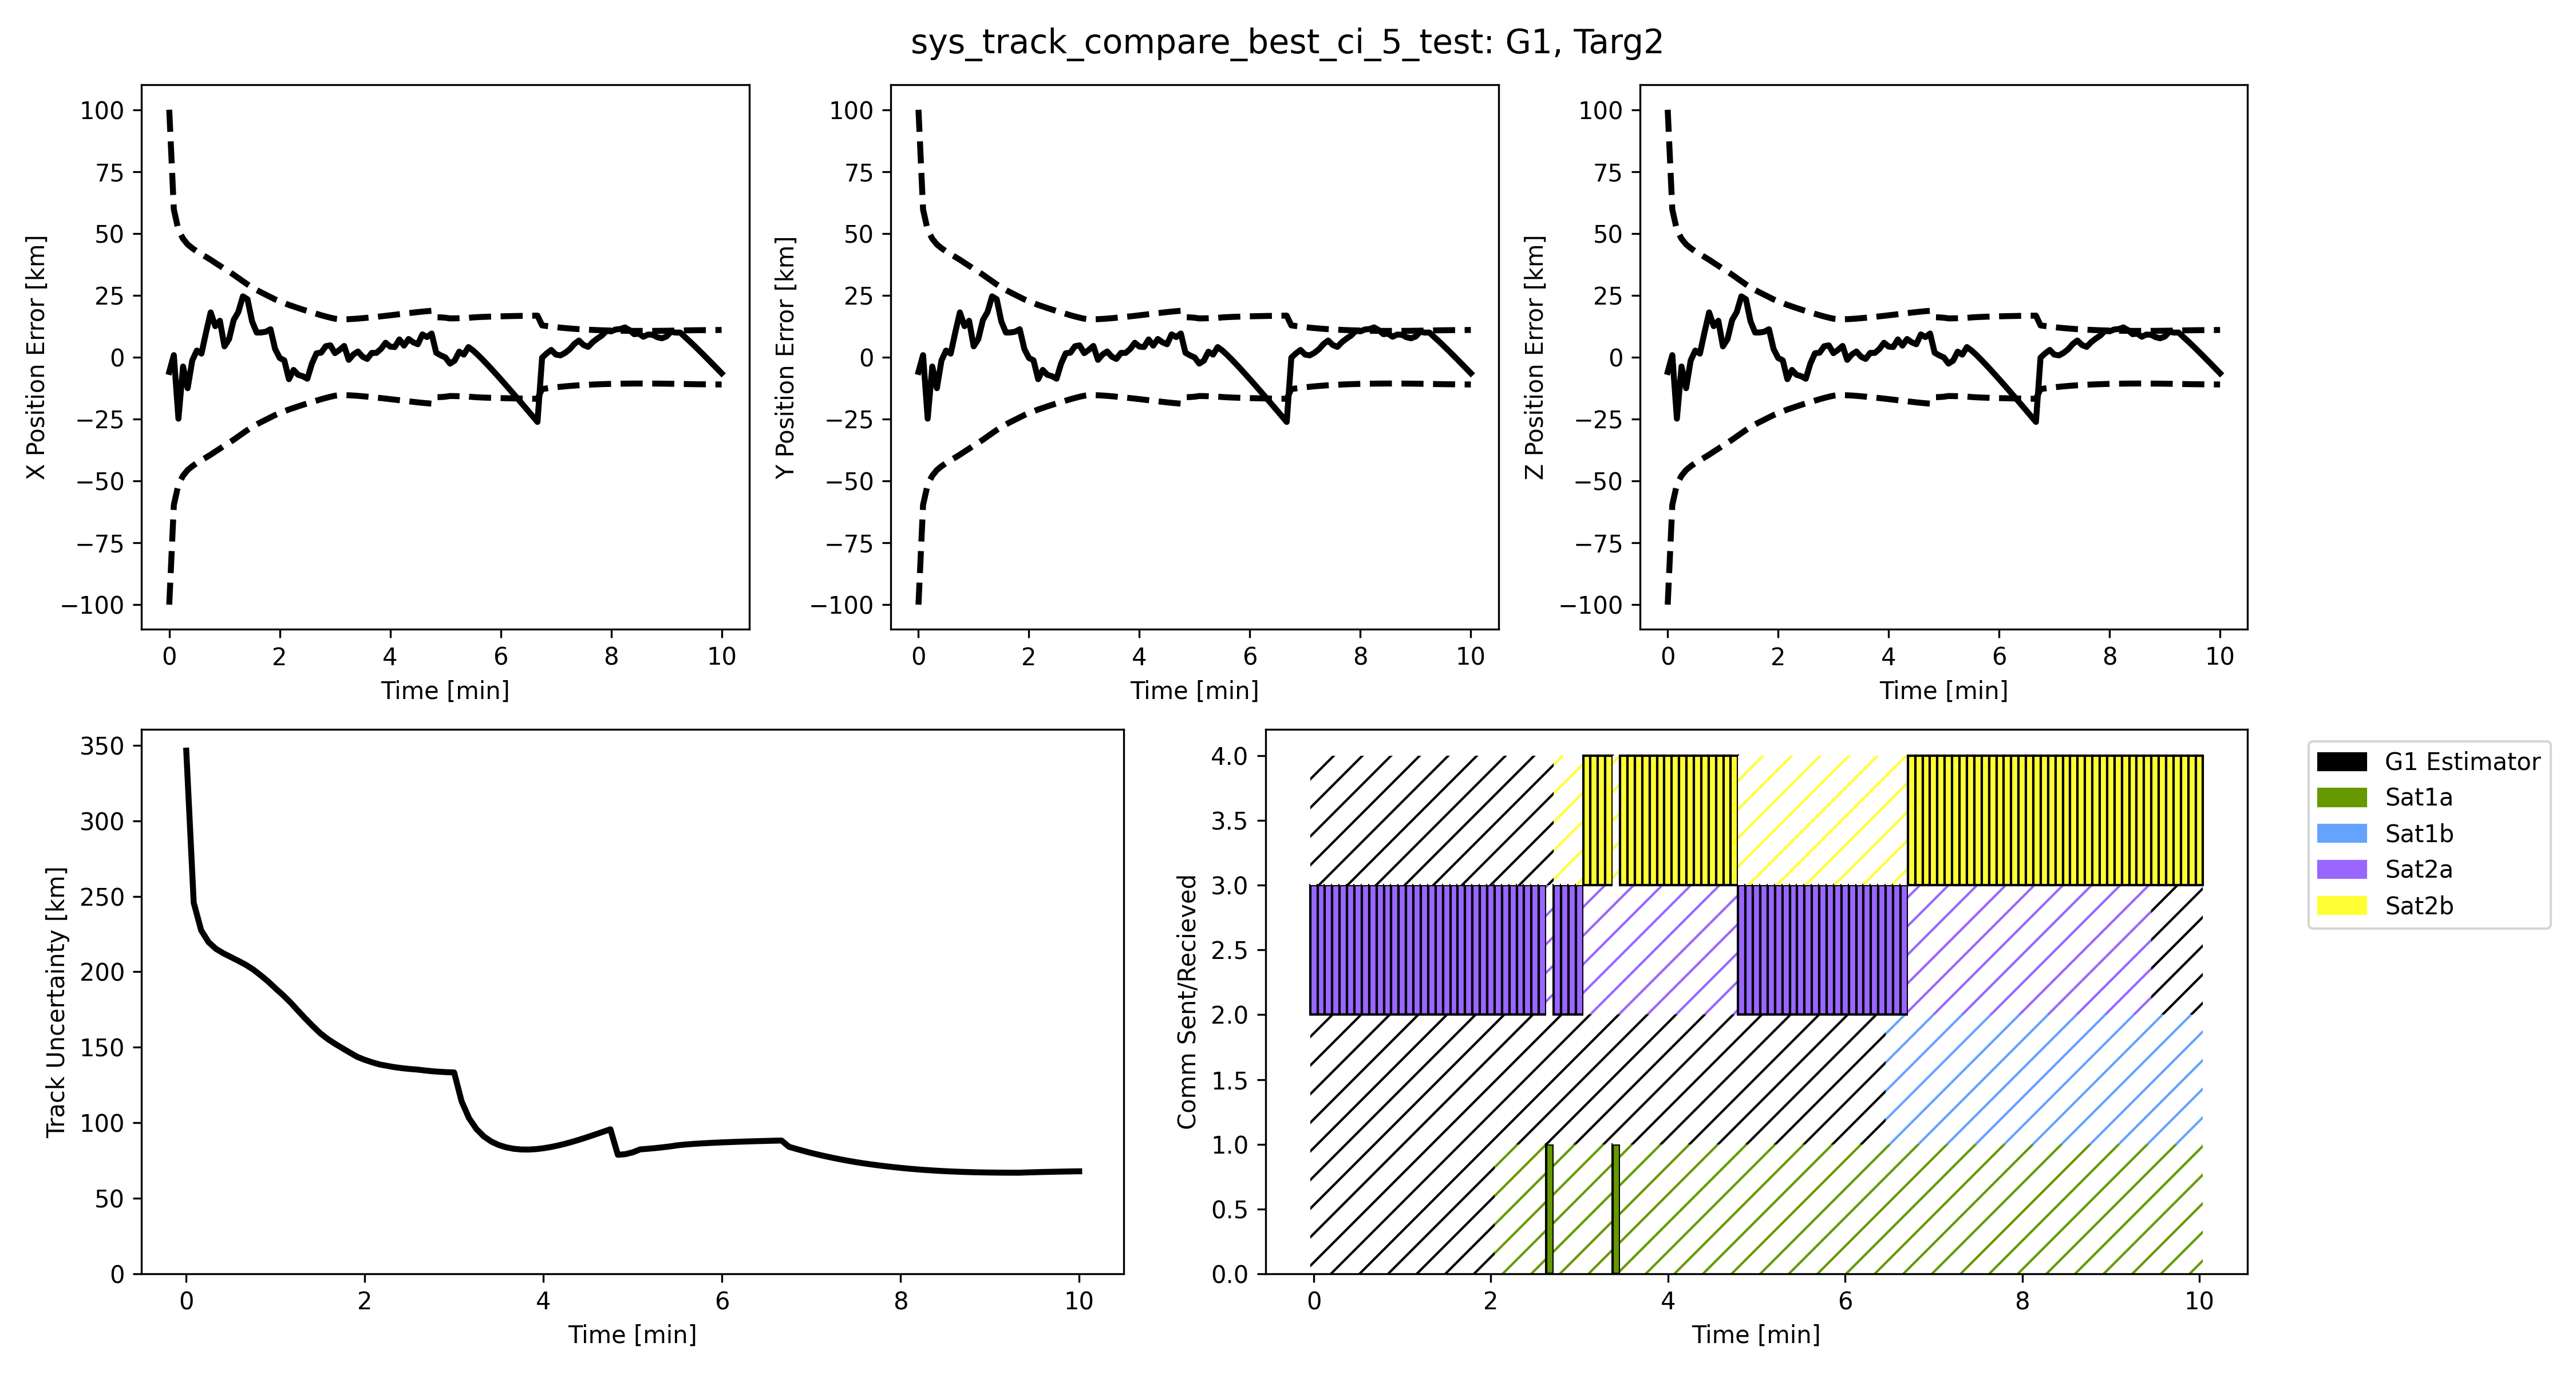 sys_track_compare_best_ci_5_test: G1, Targ2
X Position Error [km]
100
75
50
25
0
−25
−50
−75
−100
0 2 4 6 8 10
Time [min]
Y Position Error [km]
100
75
50
25
0
−25
−50
−75
−100
0 2 4 6 8 10
Time [min]
Z Position Error [km]
100
75
50
25
0
−25
−50
−75
−100
0 2 4 6 8 10
Time [min]
Track Uncertainty [km]
350
300
250
200
150
100
50
0
0 2 4 6 8 10
Time [min]
Comm Sent/Recieved
4.0
3.5
3.0
2.5
2.0
1.5
1.0
0.5
0.0
0 2 4 6 8 10
Time [min]
G1 Estimator
Sat1a
Sat1b
Sat2a
Sat2b